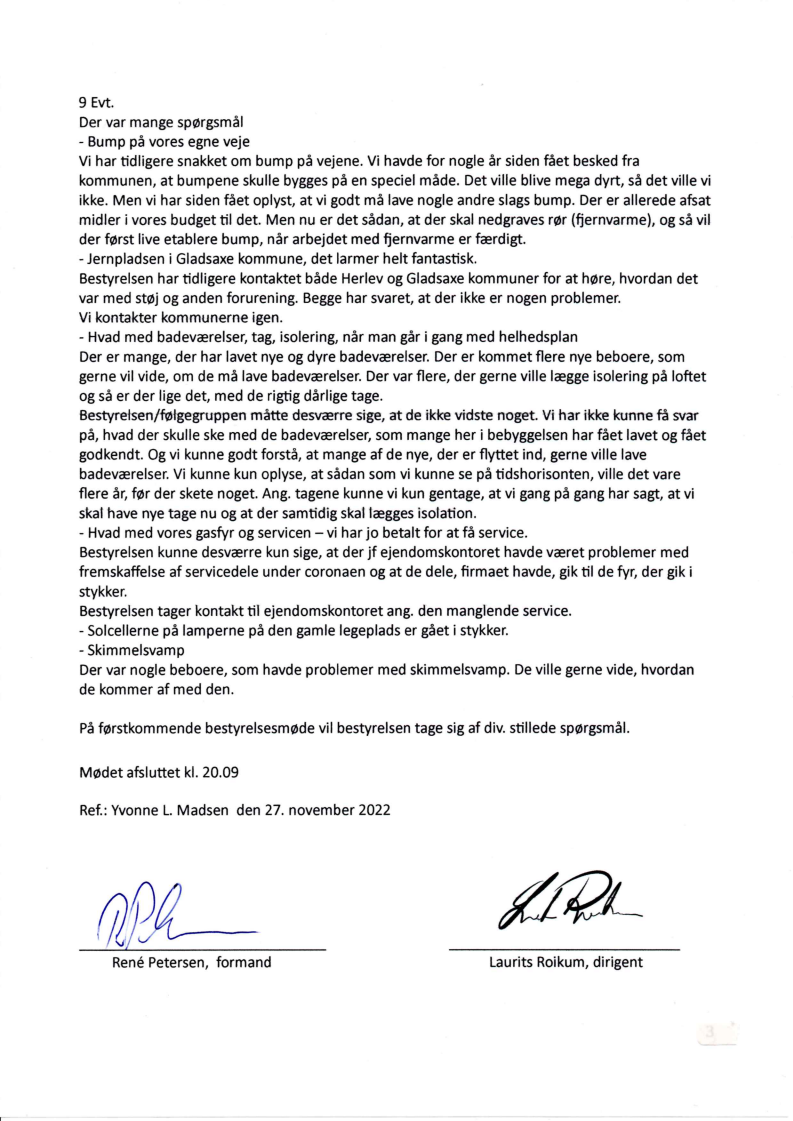 9 Evt.
Der var mange spørgsmål
- Bump på vores egne veje
Vi har tidligere snakket om bump på vejene. Vi havde for nogle år siden fået besked fra
kommunen, at bumpene skulle bygges på en speciel måde. Det ville blive mega dyrt, så det ville vi
ikke. Men vi har siden fået oplyst, at vi godt må lave nogle andre slags bump. Der er allerede afsat
midler i vores budget til det. Men nu er det sådan, at der skal nedgraves rør (fjernvarme), og så vil
der først live etablere bump, når arbejdet med fjernvarme er færdigt.
- Jernpladsen i Gladsaxe kommune, det larmer helt fantastisk.
Bestyrelsen har tidligere kontaktet både Herlev og Gladsaxe kommuner for at høre, hvordan det
var med støj og anden forurening. Begge har svaret, at der ikke er nogen problemer.
Vi kontakter kommunerne igen.
- Hvad med badeværelser, tag, isolering, når man går i gang med helhedsplan
Der er mange, der har lavet nye og dyre badeværelser. Der er kommet flere nye beboere, som
gerne vil vide, om de må lave badeværelser. Der var flere, der gerne ville lægge isolering på loftet
og så er der lige det, med de rigtig dårlige tage.
Bestyrelsen/følgegruppen måtte desværre sige, at de ikke vidste noget. Vi har ikke kunne få svar
på, hvad der skulle ske med de badeværelser, som mange her i bebyggelsen har fået lavet og fået
godkendt. Og vi kunne godt forstå, at mange af de nye, der er flyttet ind, gerne ville lave
badeværelser. Vi kunne kun oplyse, at sådan som vi kunne se på tidshorisonten, ville det vare
flere år, før der skete noget. Ang. tagene kunne vi kun gentage, at vi gang på gang har sagt, at vi
skal have nye tage nu og at der samtidig skal lægges isolation.
- Hvad med vores gasfyr og servicen – vi har jo betalt for at få service.
Bestyrelsen kunne desværre kun sige, at der jf ejendomskontoret havde været problemer med
fremskaffelse af servicedele under coronaen og at de dele, firmaet havde, gik til de fyr, der gik i
stykker.
Bestyrelsen tager kontakt til ejendomskontoret ang. den manglende service.
- Solcellerne på lamperne på den gamle legeplads er gået i stykker.
- Skimmelsvamp
Der var nogle beboere, som havde problemer med skimmelsvamp. De ville gerne vide, hvordan
de kommer af med den.
På førstkommende bestyrelsesmøde vil bestyrelsen tage sig af div. stillede spørgsmål.
Mødet afsluttet kl. 20.09
Ref.: Yvonne L. Madsen den 27. november 2022
René Petersen, formand
Laurits Roikum, dirigent
3